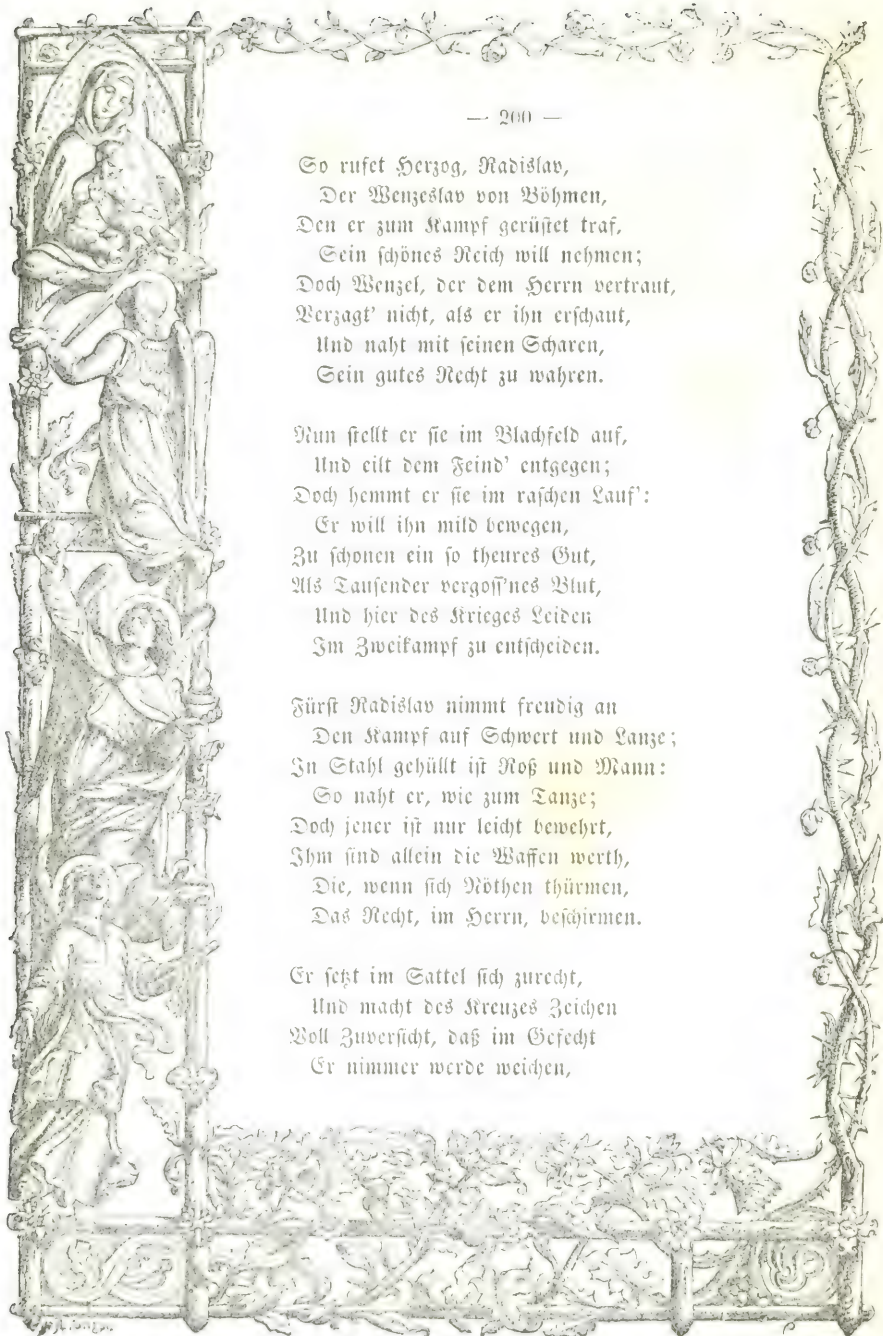 — 200 —
So rufet Herzog, Radislav,
Der Wenzeslav von Böhmen,
Den er zum Kampf gerüstet traf,
Sein schönes Reich will nehmen;
Doch Wenzel, der dem Herrn vertraut,
Verzagt' nicht, als er ihn erschaut,
Und naht mit seinen Scharen,
Sein gutes Recht zu wahren.
Nun stellt er sie im Blachfeld auf,
Und eilt dem Feind' entgegen;
Doch hemmt er sie im raschen Lauf':
Er will ihn mild bewegen,
Zu schonen ein so theures Gut,
Als Tausender vergoss'nes Blut,
Und hier des Krieges Leiden
Im Zweikampf zu entscheiden.
Fürst Radislav nimmt freudig an
Den Kampf auf Schwert und Lanze;
In Stahl gehüllt ist Roß und Mann:
So naht er, wie zum Tanze;
Doch jener ist nur leicht bewehrt,
Ihm sind allein die Waffen werth,
Die, wenn sich Nöthen thürmen,
Das Recht, im Herrn, beschirmen.
Er setzt im Sattel sich zurecht,
Und macht des Kreuzes Zeichen
Voll Zuversicht, daß im Gefecht
Er nimmer werde weichen,